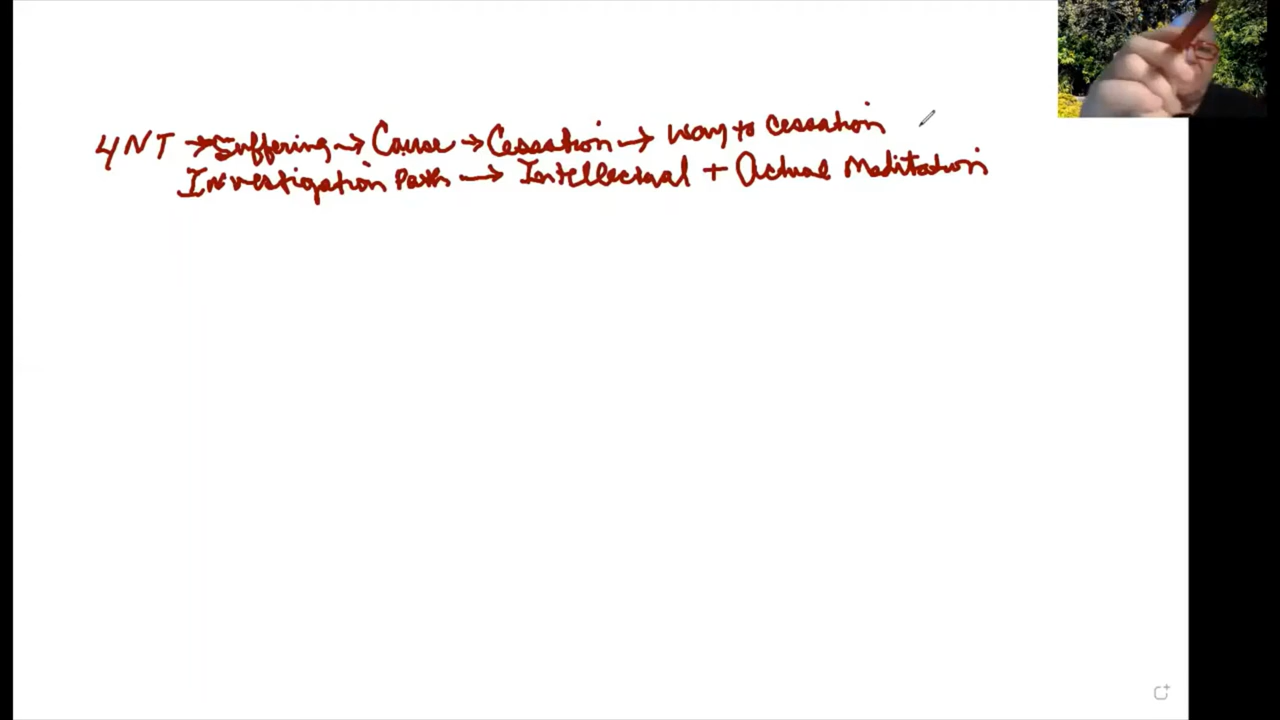 4NT → Suffering → Cause → Cessation → Way to cessation
Investigation Path → Intellectual + Actual Meditation